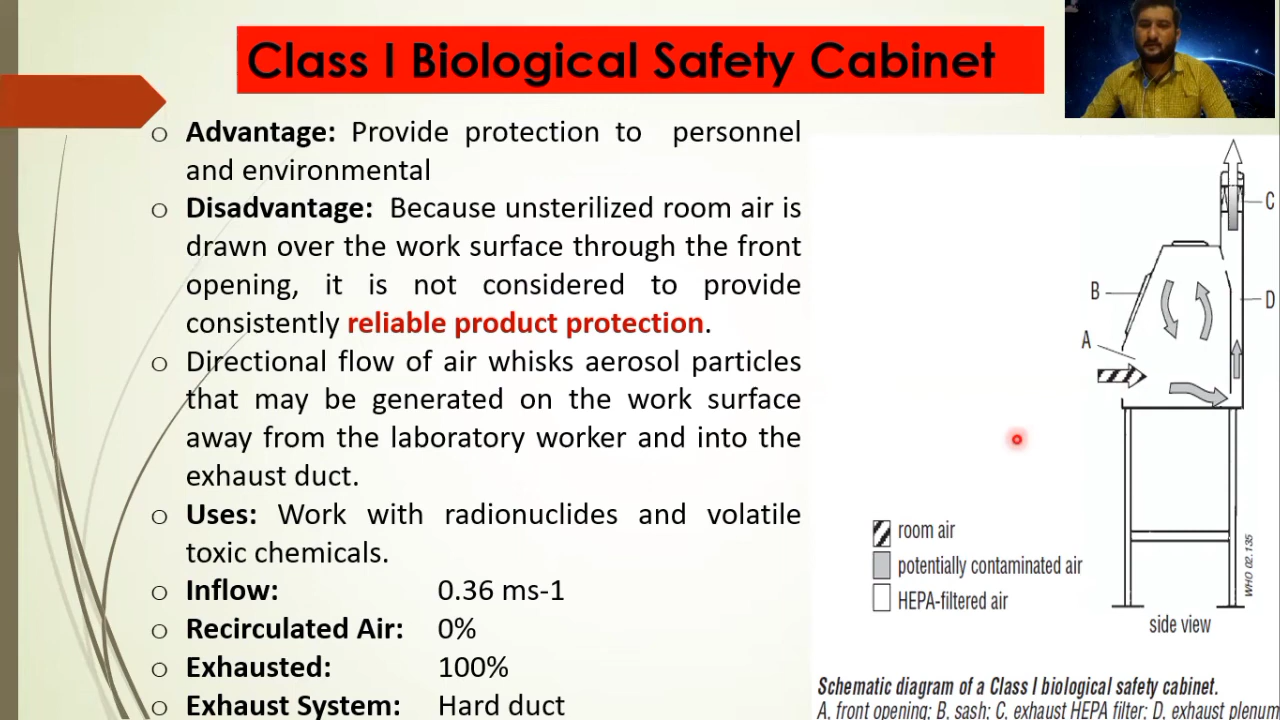 Class I Biological Safety Cabinet
o Advantage: Provide protection to personnel
and environmental
o Disadvantage: Because unsterilized room air is
drawn over the work surface through the front
opening, it is not considered to provide
consistently reliable product protection.
o Directional flow of air whisks aerosol particles
that may be generated on the work surface
away from the laboratory worker and into the
exhaust duct.
o Uses: Work with radionuclides and volatile
toxic chemicals.
o Inflow: 0.36 ms-1
o Recirculated Air: 0%
o Exhausted: 100%
o Exhaust System: Hard duct
C
B
D
A
room air
potentially contaminated air
HEPA-filtered air
WHO 02.135
side view
Schematic diagram of a Class I biological safety cabinet.
A, front opening; B, sash; C, exhaust HEPA filter; D, exhaust plenum